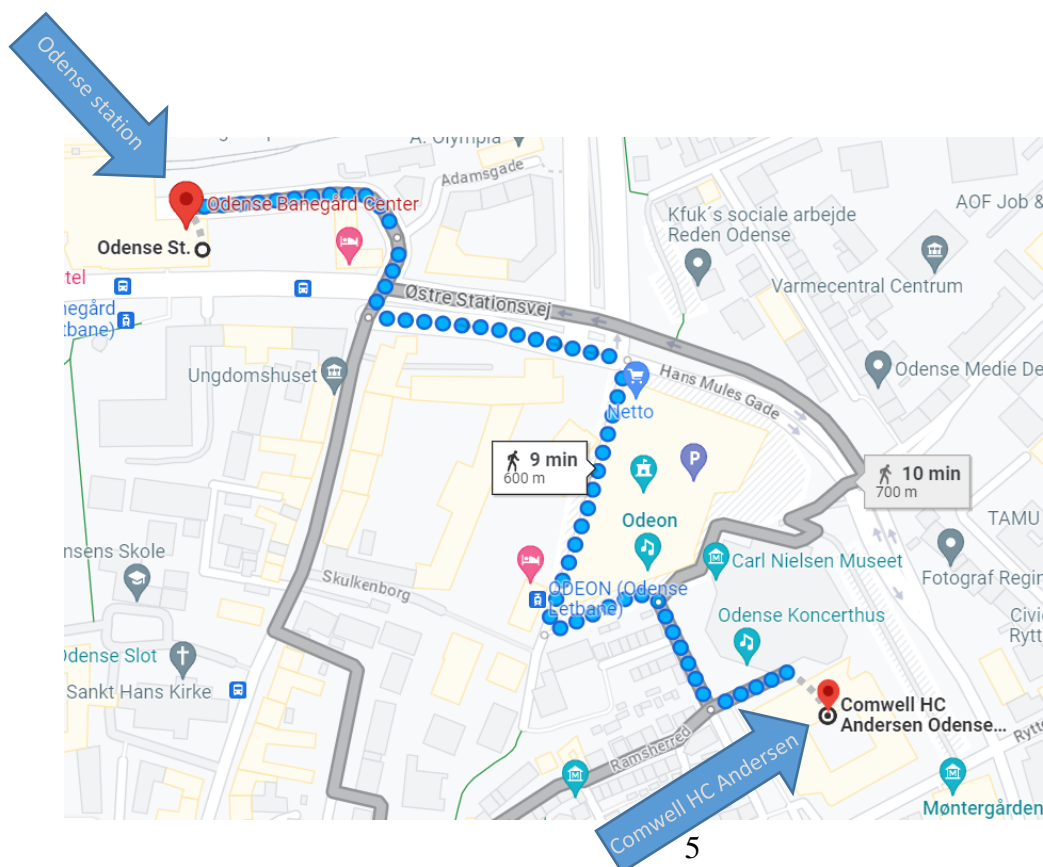 Odense station
A. Olympia
Adamsgade
Odense Banegård Center
Kfuk´s sociale arbejde
Reden Odense
AOF Job &
Odense St.
Varmecentral Centrum
tel
negård
tbane)
Østre Stationsvej
Ungdomshuset
Hans Mules Gade
Odense Medie De
Netto
9 min
600 m
10 min
700 m
Odeon
TAMU
nsens Skole
Carl Nielsen Museet
Skulkenborg
ODEON (Odense
Letbane)
Fotograf Regin
Odense Koncerthus
Civi
Rytt
Odense Slot
Sankt Hans Kirke
Comwell HC
Andersen Odense...
Ramsherred
Rytte
Comwell HC Andersen
Møntergården
P
5